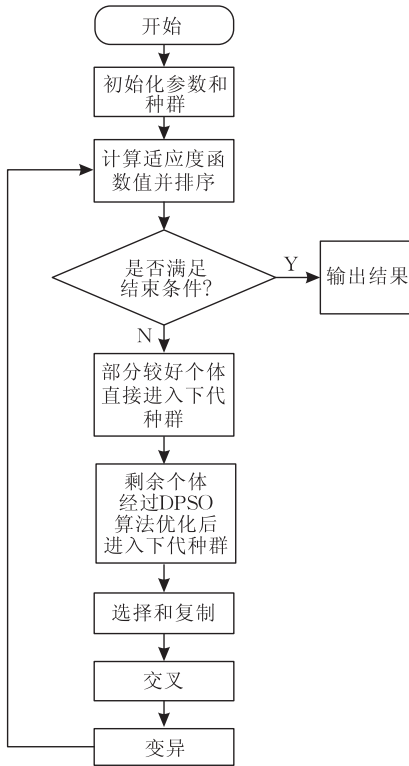 开始
初始化参数和
种群
计算适应度函
数值并排序
是否满足
结束条件?
Y
输出结果
N
部分较好个体
直接进入下代
种群
剩余个体
经过DPSO
算法优化后
进入下代种群
选择和复制
交叉
变异